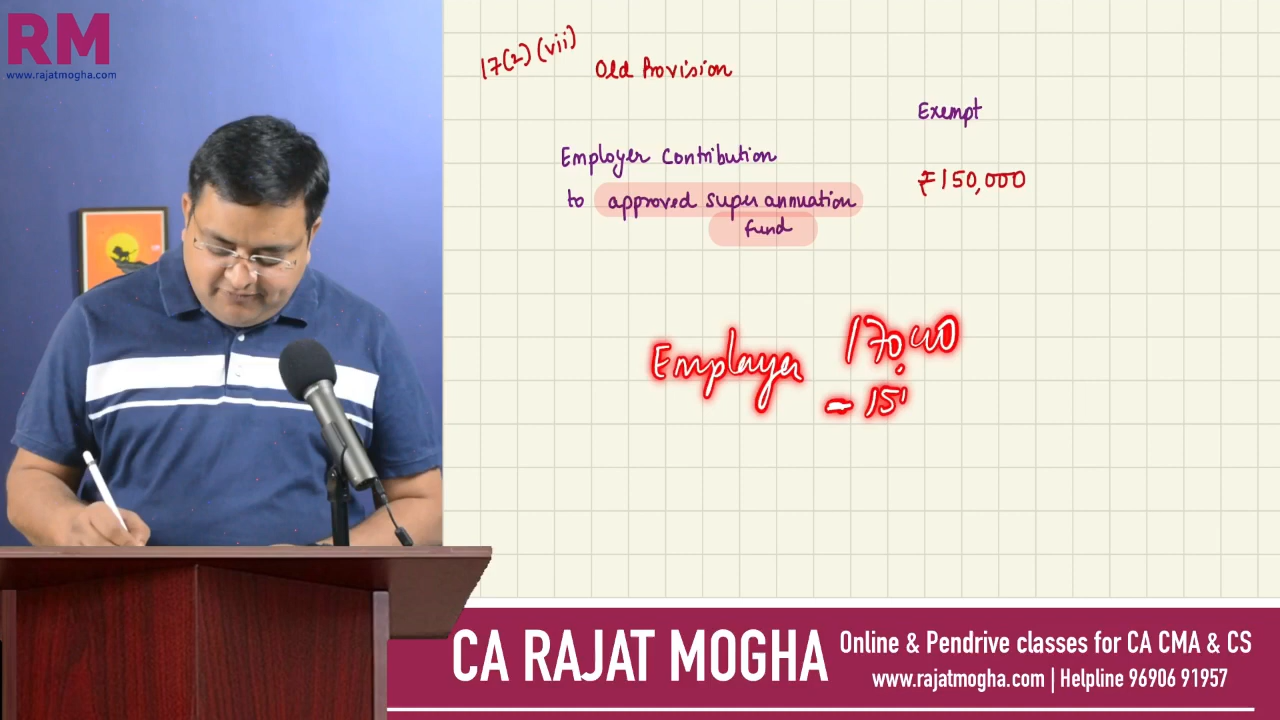 RM
www.rajatmogha.com
17(2)(vii)
Old Provision
Exempt
Employer Contribution
₹150,000
to approved superannuation
fund
Employer 170,000
- 15
CA RAJAT MOGHA
Online & Pendrive classes for CA CMA & CS
www.rajatmogha.com | Helpline 96906 91957